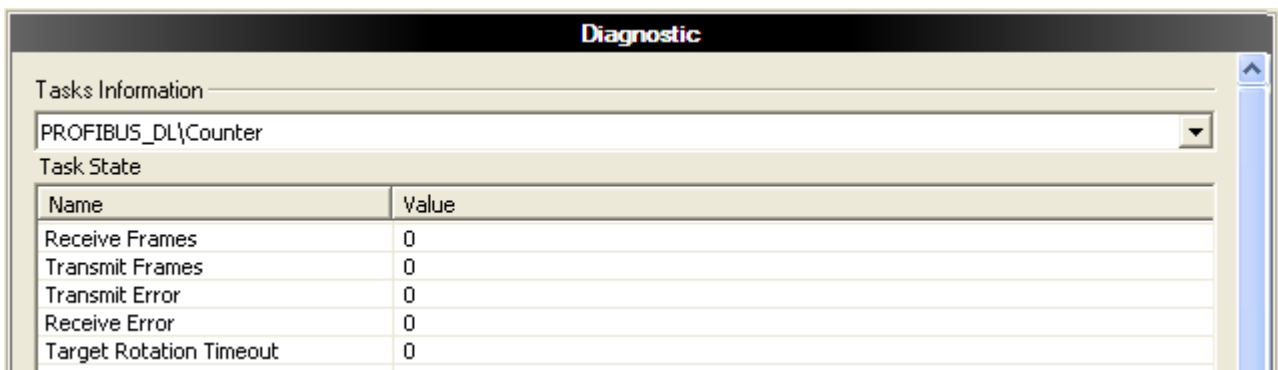 Diagnostic
Tasks Information
PROFIBUS_DL\Counter
Task State
Name Value
Receive Frames 0
Transmit Frames 0
Transmit Error 0
Receive Error 0
Target Rotation Timeout 0